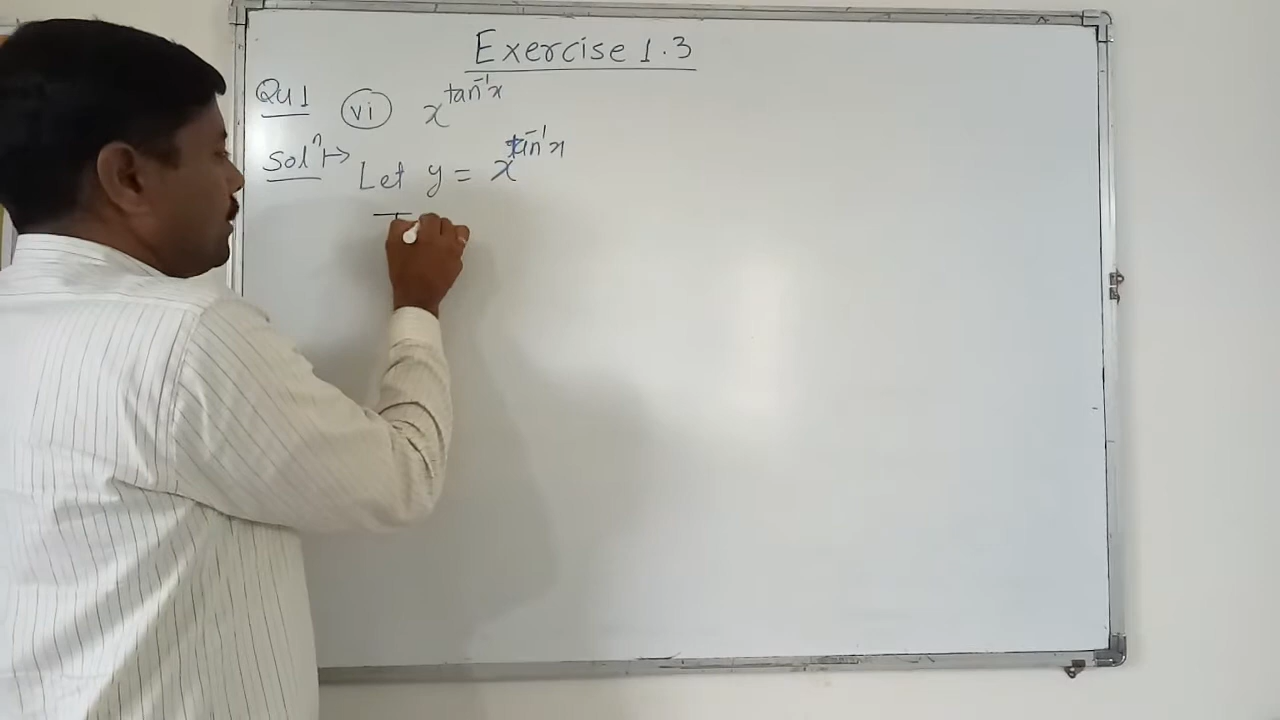 Exercise 1.3
Qu1 (vi) x^tan⁻¹x
Solⁿ↦ Let y = x^tan⁻¹x
T